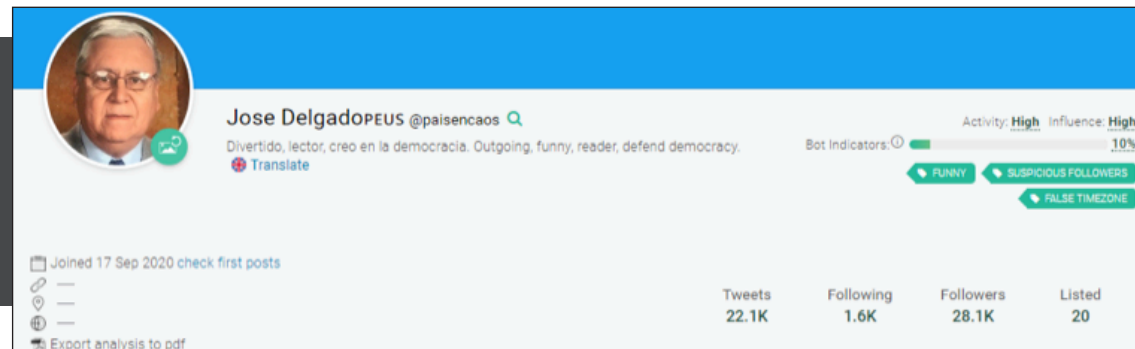 Jose DelgadoPEUS @paisencaos
Activity: High Influence: High
Divertido, lector, creo en la democracia. Outgoing, funny, reader, defend democracy.
Bot Indicators: 10%
Translate
FUNNY SUSPICIOUS FOLLOWERS
FALSE TIMEZONE
Joined 17 Sep 2020 check first posts
—
—
—
Tweets Following Followers Listed
22.1K 1.6K 28.1K 20
Export analysis to pdf